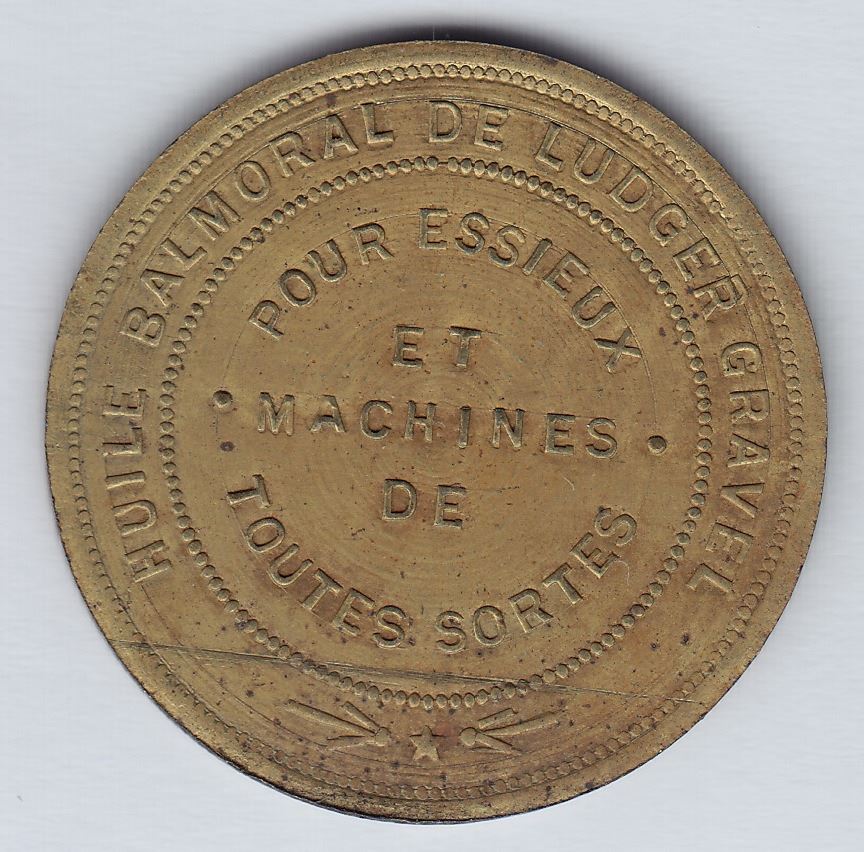 HUILE BALMORAL DE LUDGER GRAVEL
POUR ESSIEUX
ET
• MACHINES •
DE
TOUTES SORTES